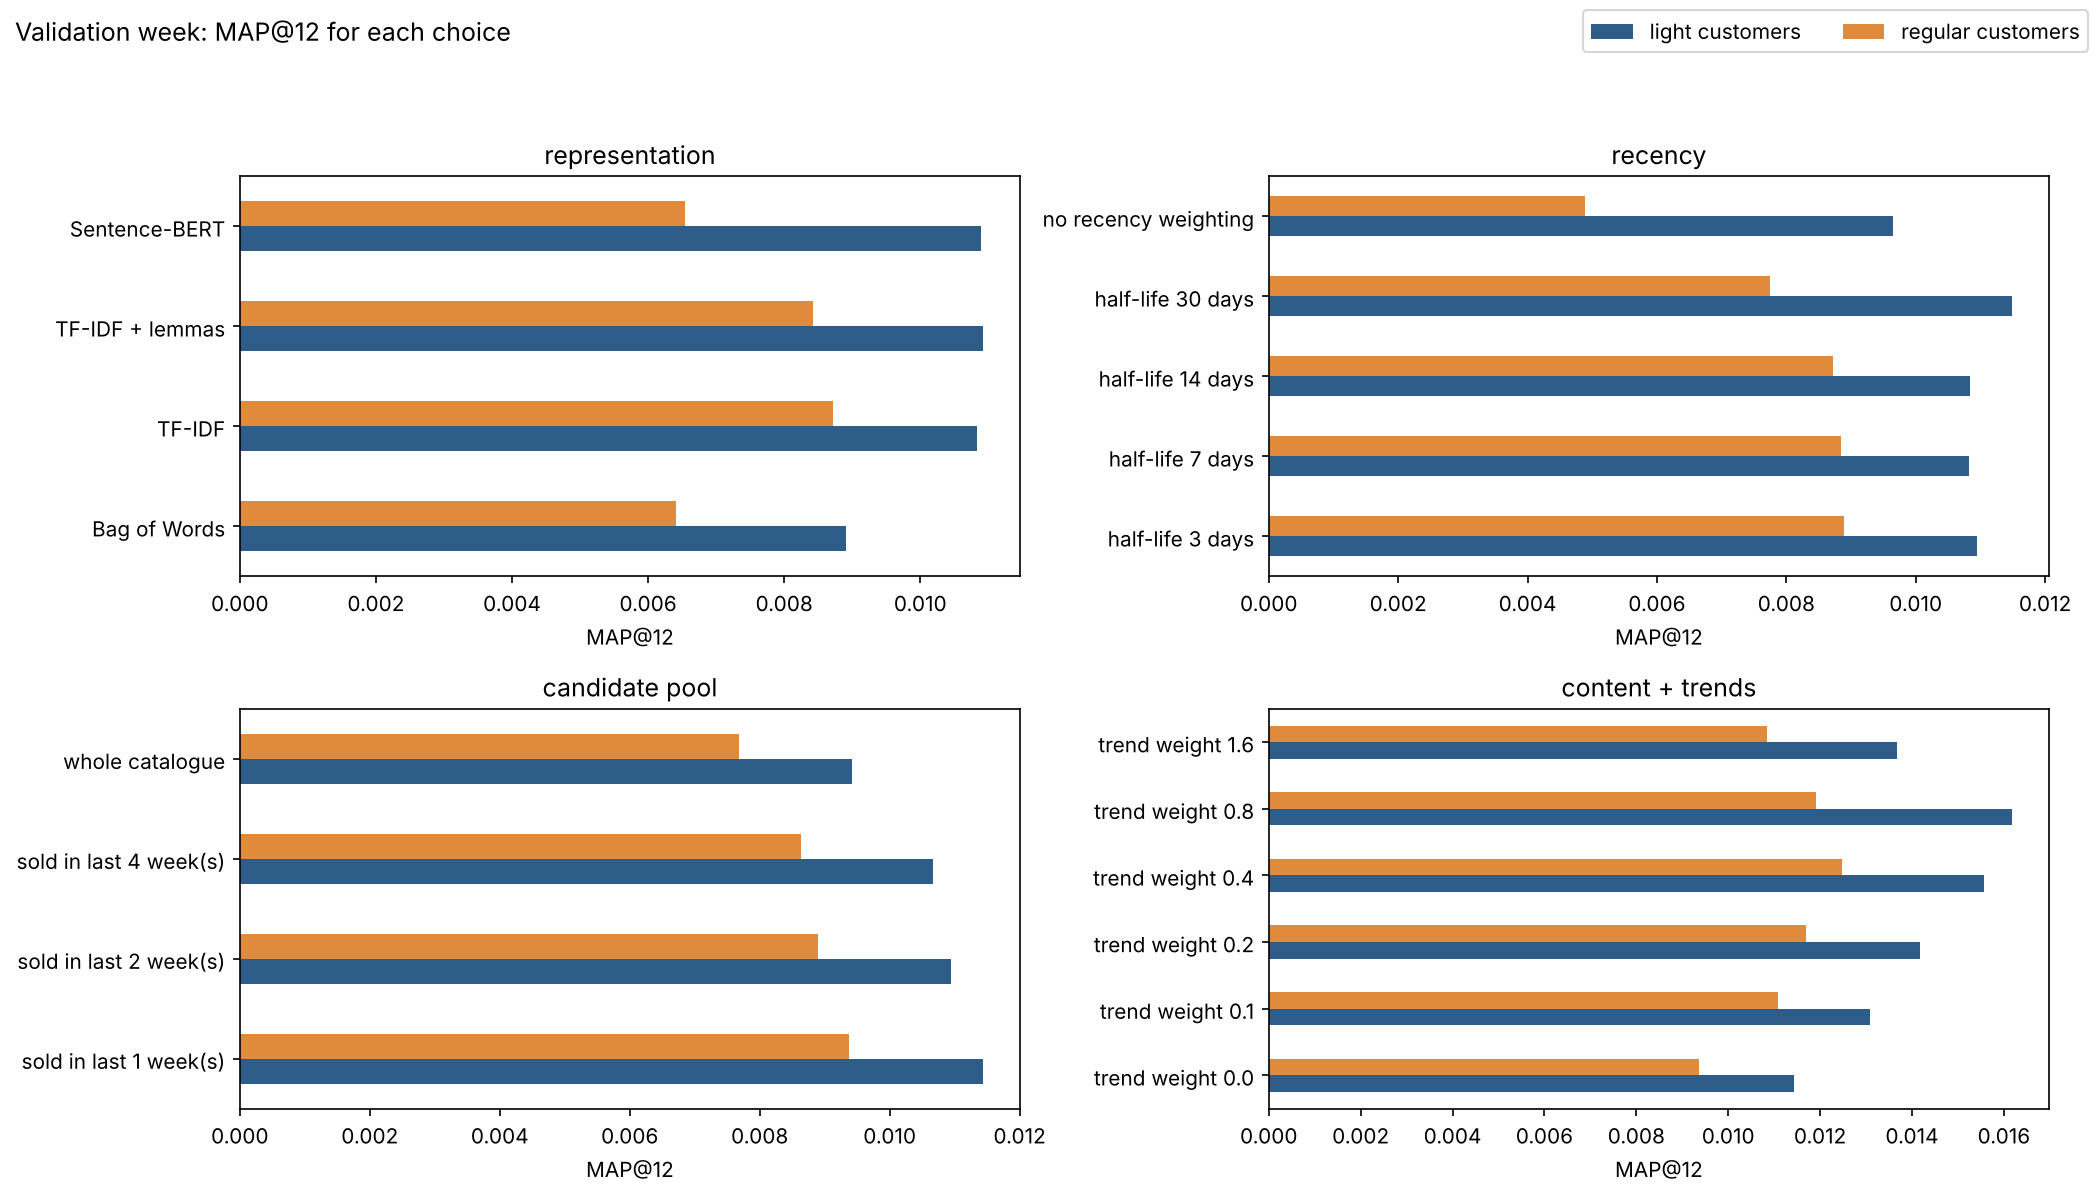 Validation week: MAP@12 for each choice
light customers
regular customers
representation
Sentence-BERT
TF-IDF + lemmas
TF-IDF
Bag of Words
0.000 0.002 0.004 0.006 0.008 0.010
MAP@12
recency
no recency weighting
half-life 30 days
half-life 14 days
half-life 7 days
half-life 3 days
0.000 0.002 0.004 0.006 0.008 0.010 0.012
MAP@12
candidate pool
whole catalogue
sold in last 4 week(s)
sold in last 2 week(s)
sold in last 1 week(s)
0.000 0.002 0.004 0.006 0.008 0.010 0.012
MAP@12
content + trends
trend weight 1.6
trend weight 0.8
trend weight 0.4
trend weight 0.2
trend weight 0.1
trend weight 0.0
0.000 0.002 0.004 0.006 0.008 0.010 0.012 0.014 0.016
MAP@12